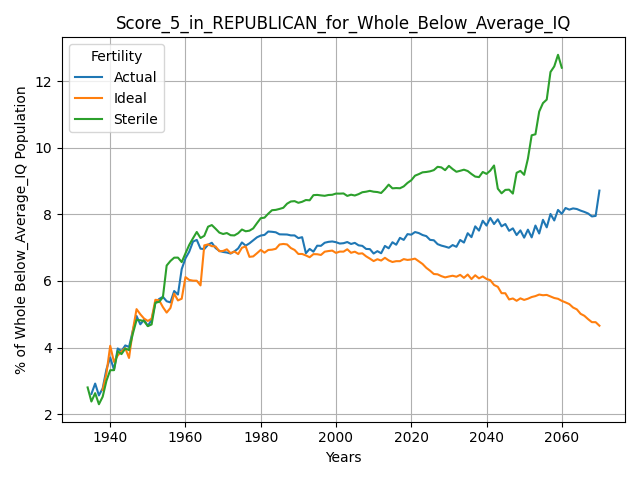 Score_5_in_REPUBLICAN_for_Whole_Below_Average_IQ
Fertility
Actual
Ideal
Sterile
% of Whole Below_Average_IQ Population
12
10
8
6
4
2
1940 1960 1980 2000 2020 2040 2060
Years